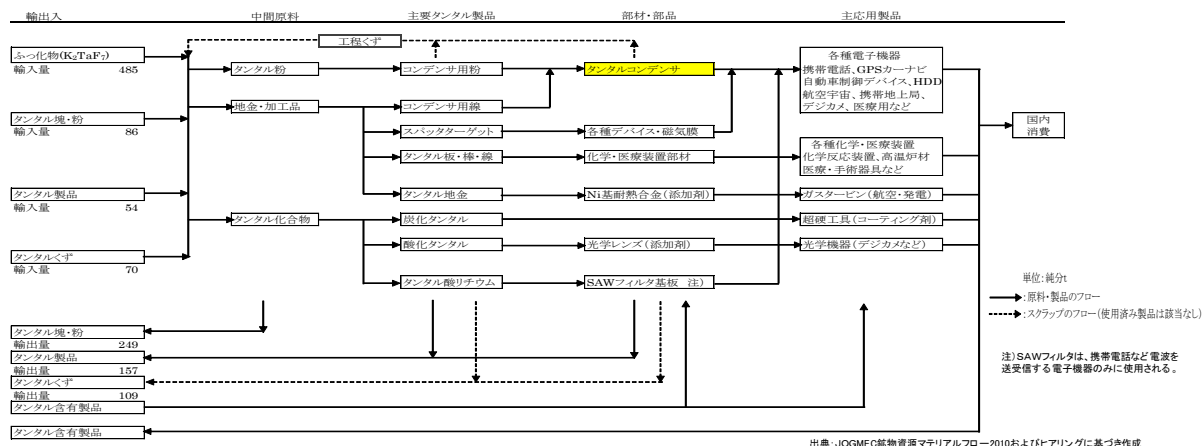 輸出入 中間原料 主要タンタル製品 部材・部品 主応用製品
工程くず
ふっ化物(K₂TaF₇)
輸入量 485
タンタル粉 コンデンサ用粉 タンタルコンデンサ
各種電子機器
携帯電話、GPSカーナビ
自動車制御デバイス、HDD
航空宇宙、携帯地上局、
デジカメ、医療用など
タンタル塊・粉
輸入量 86
地金・加工品 コンデンサ用線
スパッタターゲット 各種デバイス・磁気膜
国内
消費
タンタル板・棒・線 化学・医療装置部材
各種化学・医療装置
化学反応装置、高温炉材
医療・手術器具など
タンタル製品
輸入量 54
タンタル地金 Ni基耐熱合金(添加剤) ガスタービン(航空・発電)
タンタル化合物 炭化タンタル 超硬工具(コーティング剤)
酸化タンタル 光学レンズ(添加剤) 光学機器(デジカメなど)
タンタルくず
輸入量 70
タンタル酸リチウム SAWフィルタ基板 注)
単位:純分t
:原料・製品のフロー
:スクラップのフロー(使用済み製品は該当なし)
タンタル塊・粉
輸出量 249
タンタル製品
輸出量 157
タンタルくず
輸出量 109
タンタル含有製品
タンタル含有製品
注)SAWフィルタは、携帯電話など電波を
送受信する電子機器のみに使用される。
出典:JOGMEC鉱物資源マテリアルフロー2010およびヒアリングに基づき作成